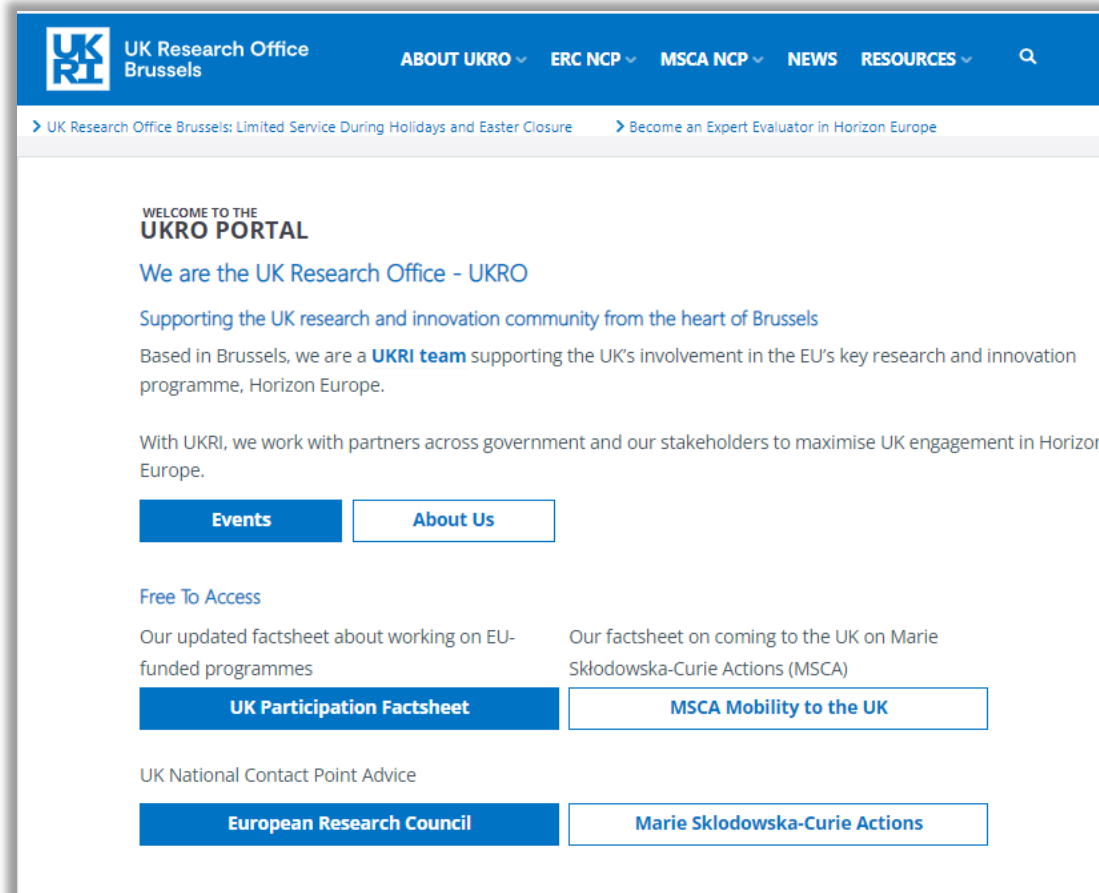 UK
RI
UK Research Office
Brussels
ABOUT UKRO ERC NCP MSCA NCP NEWS RESOURCES
UK Research Office Brussels: Limited Service During Holidays and Easter Closure Become an Expert Evaluator in Horizon Europe
WELCOME TO THE
UKRO PORTAL
We are the UK Research Office - UKRO
Supporting the UK research and innovation community from the heart of Brussels
Based in Brussels, we are a UKRI team supporting the UK's involvement in the EU's key research and innovation
programme, Horizon Europe.
With UKRI, we work with partners across government and our stakeholders to maximise UK engagement in Horizon
Europe.
Events About Us
Free To Access
Our updated factsheet about working on EU-
funded programmes
Our factsheet on coming to the UK on Marie
Skłodowska-Curie Actions (MSCA)
UK Participation Factsheet MSCA Mobility to the UK
UK National Contact Point Advice
European Research Council Marie Sklodowska-Curie Actions